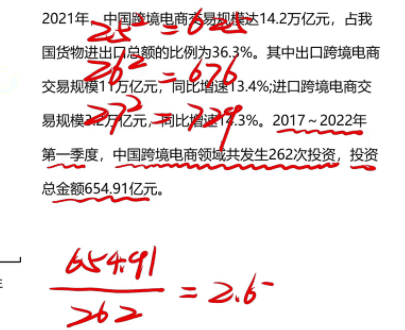 2021年，中国跨境电商交易规模达14.2万亿元，占我
25²=625
国货物进出口总额的比例为36.3%。其中出口跨境电商
26²=676
交易规模11万亿元，同比增速13.4%;进口跨境电商交
27²=729
易规模3.2万亿元，同比增速14.3%。2017～2022年
第一季度，中国跨境电商领域共发生262次投资，投资
总金额654.91亿元。
654.91
262
=2.6